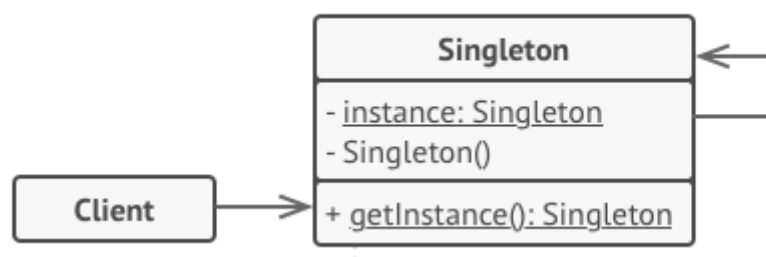 Singleton
- instance: Singleton
- Singleton()
Client
+ getInstance(): Singleton